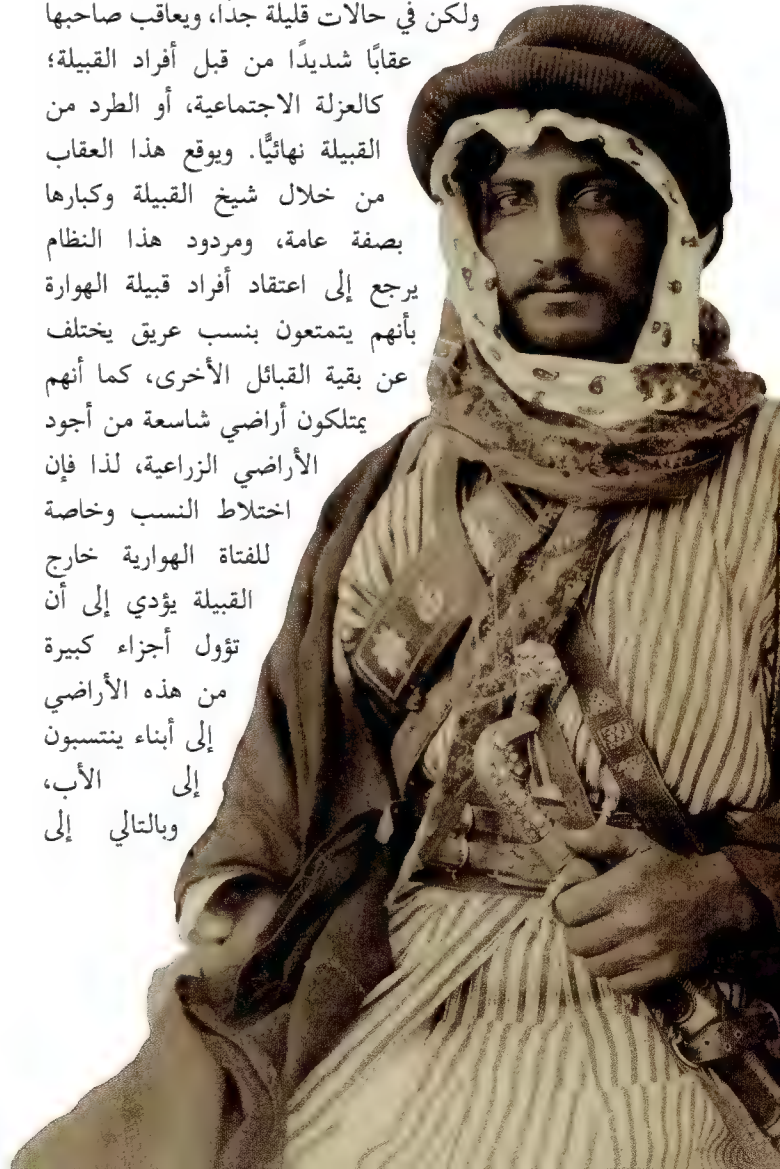 ولكن في حالات قليلة جدًا، ويعاقب صاحبها
عقابًا شديدًا من قبل أفراد القبيلة؛
كالعزلة الاجتماعية، أو الطرد من
القبيلة نهائيًّا. ويوقع هذا العقاب
من خلال شيخ القبيلة وكبارها
بصفة عامة، ومردود هذا النظام
يرجع إلى اعتقاد أفراد قبيلة الهوارة
بأنهم يتمتعون بنسب عريق يختلف
عن بقية القبائل الأخرى، كما أنهم
يمتلكون أراضي شاسعة من أجود
الأراضي الزراعية، لذا فإن
اختلاط النسب وخاصة
للفتاة الهوارية خارج
القبيلة يؤدي إلى أن
تؤول أجزاء كبيرة
من هذه الأراضي
إلى أبناء ينتسبون
إلى الأب،
وبالتالي إلى